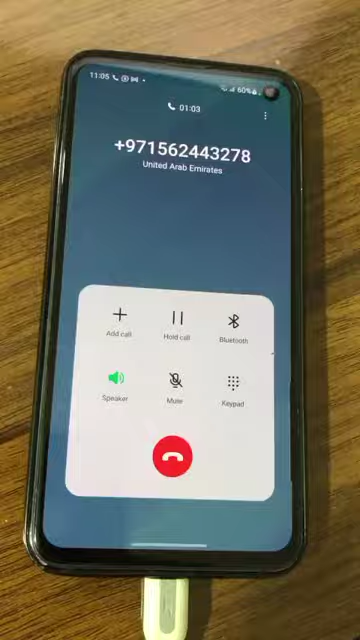 11:05
60%
01:03
+971562443278
United Arab Emirates
Add call
Hold call
Bluetooth
Speaker
Mute
Keypad